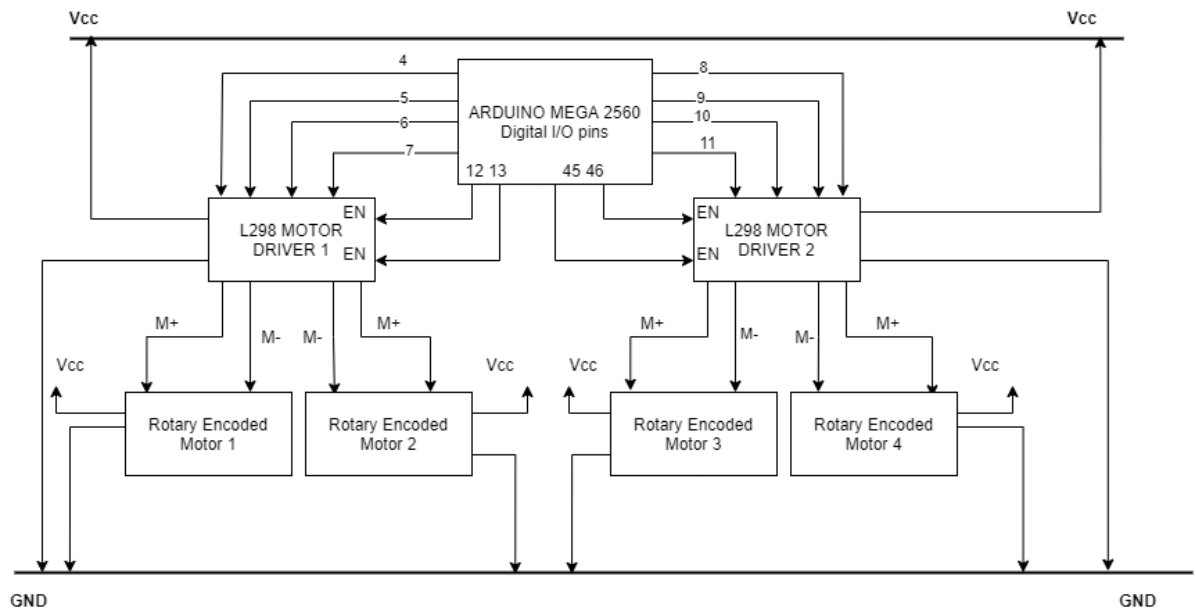 Vcc
Vcc
4
8
5
9
ARDUINO MEGA 2560
Digital I/O pins
6
10
7
11
12 13
45 46
EN
L298 MOTOR
DRIVER 1
EN
EN
L298 MOTOR
DRIVER 2
EN
M+
M-
M-
M+
M+
M-
M-
M+
Vcc
Vcc
Vcc
Vcc
Rotary Encoded
Motor 1
Rotary Encoded
Motor 2
Rotary Encoded
Motor 3
Rotary Encoded
Motor 4
GND
GND